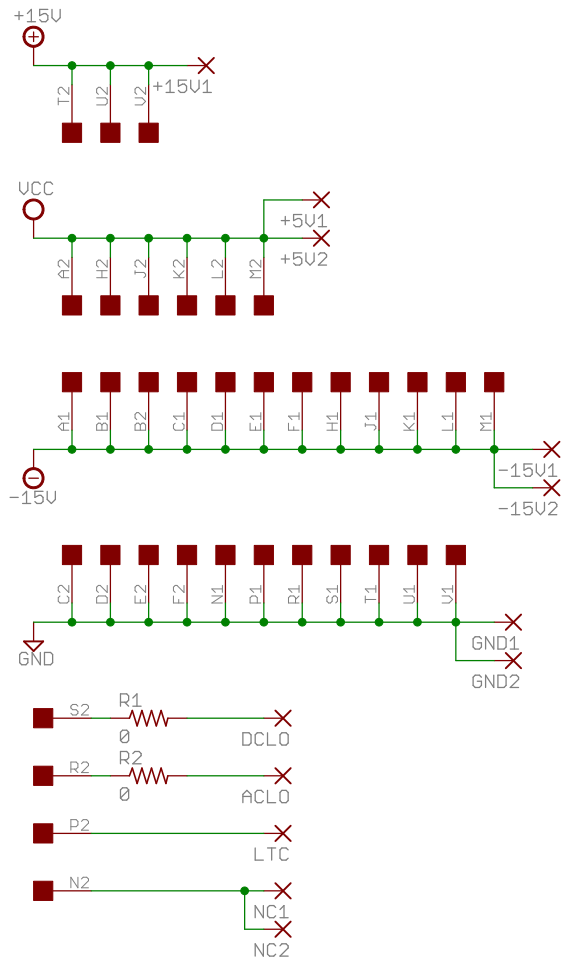 +15V
T2 U2 V2 +15V1
VCC
+5V1
A2 H2 J2 K2 L2 M2 +5V2
A1 B1 B2 C1 D1 E1 F1 H1 J1 K1 L1 M1
-15V -15V1
-15V2
C2 D2 E2 F2 N1 P1 R1 S1 T1 U1 V1
GND GND1
GND2
S2 R1
0 DCLO
R2 R2
0 ACLO
P2
LTC
N2
NC1
NC2